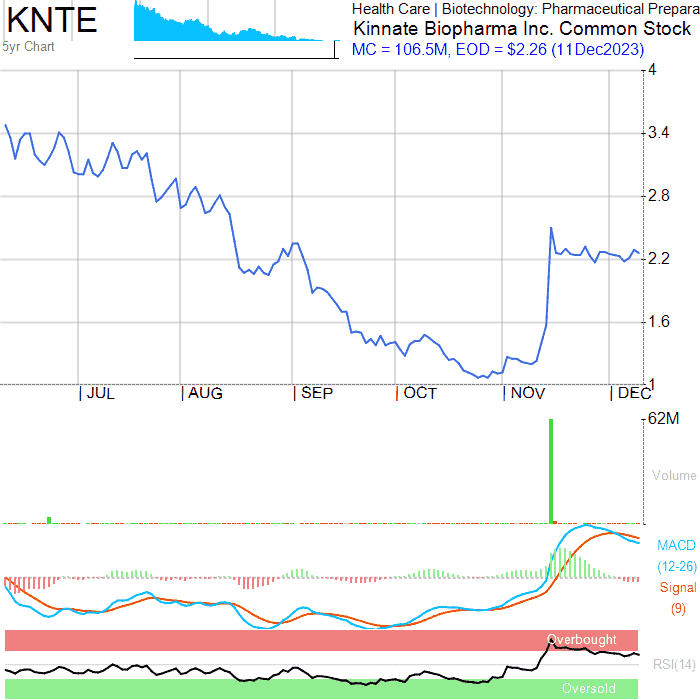 KNTE
5yr Chart
Health Care | Biotechnology: Pharmaceutical Prepara
Kinnate Biopharma Inc. Common Stock
MC = 106.5M, EOD = $2.26 (11Dec2023)
4
3.4
2.8
2.2
1.6
1
JUL
AUG
SEP
OCT
NOV
DEC
62M
Volume
MACD
(12-26)
Signal
(9)
Overbought
RSI(14)
Oversold